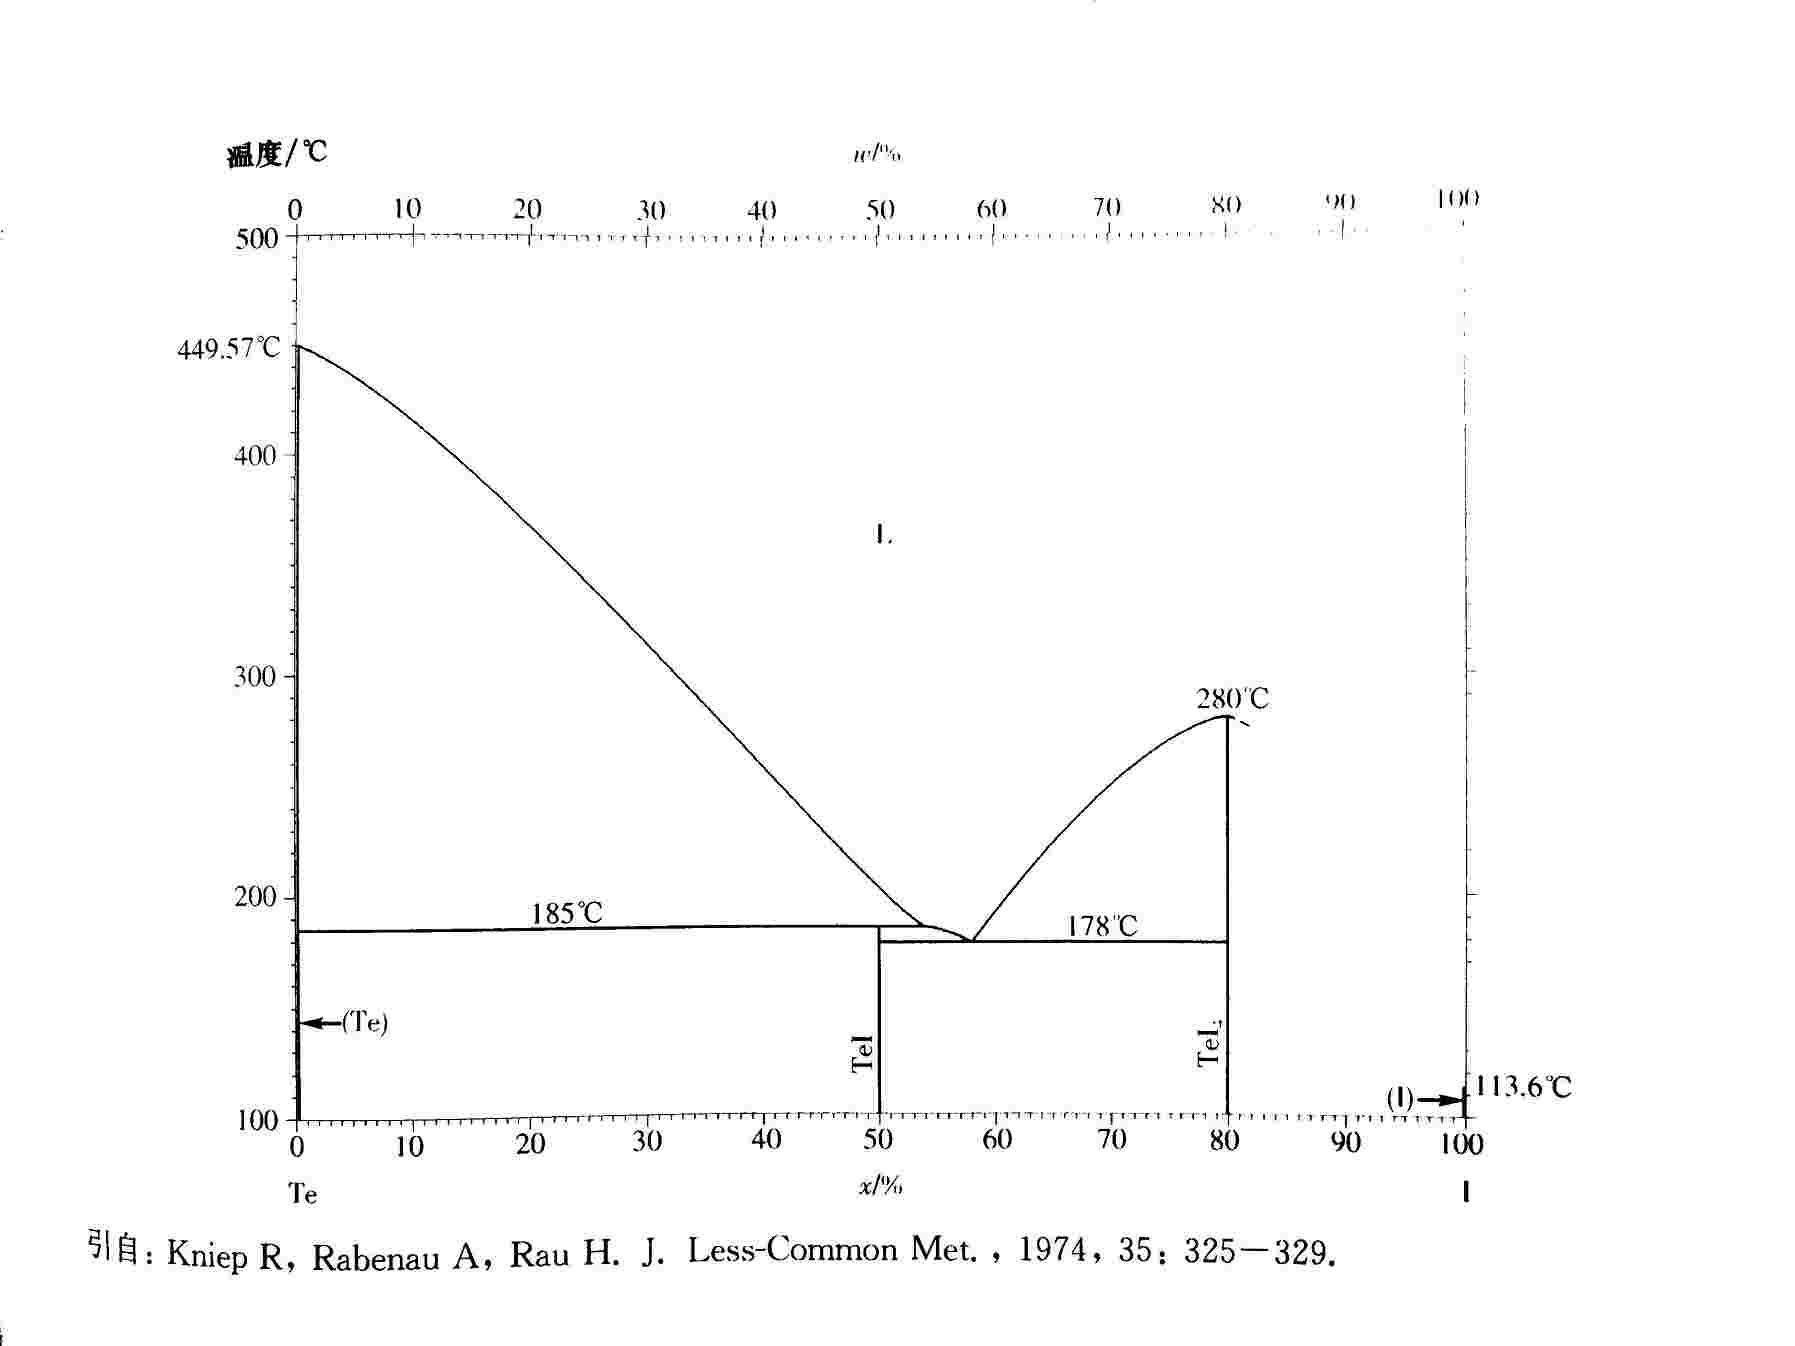 温度/℃
w/%
0 10 20 30 40 50 60 70 80 90 100
500
449.57℃
400
L
300
280℃
200
185℃
178℃
(Te)
TeI
TeI₄
(I)
113.6℃
100
0 10 20 30 40 50 60 70 80 90 100
Te
x/%
I
引自: Kniep R, Rabenau A, Rau H. J. Less-Common Met. , 1974, 35: 325—329.